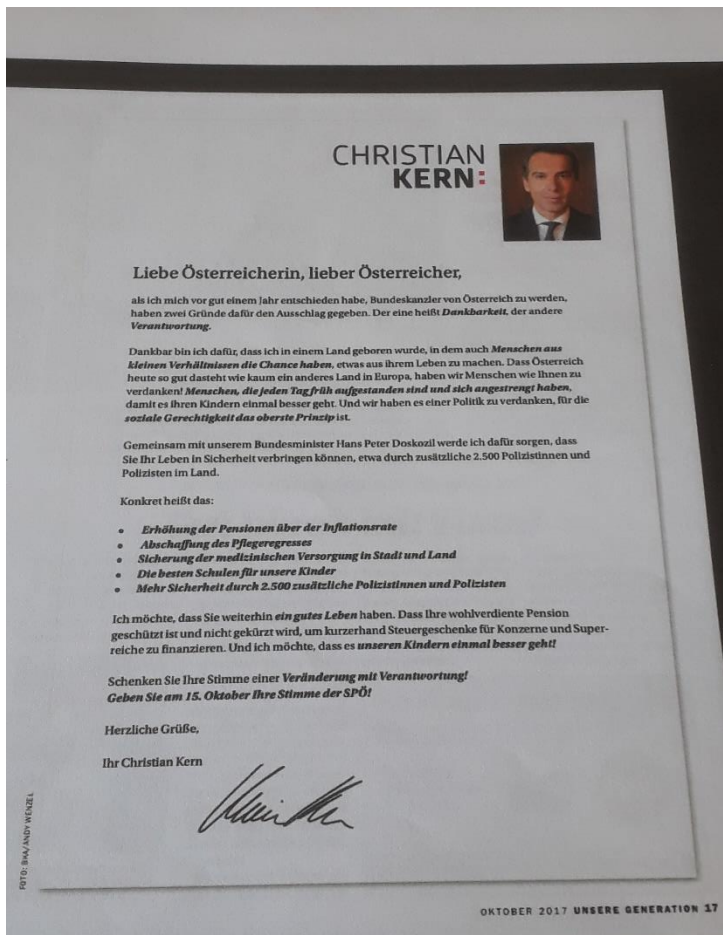 CHRISTIAN
KERN:
Liebe Österreicherin, lieber Österreicher,
als ich mich vor gut einem Jahr entschieden habe, Bundeskanzler von Österreich zu werden,
haben zwei Gründe dafür den Ausschlag gegeben. Der eine heißt Dankbarkeit, der andere
Verantwortung.
Dankbar bin ich dafür, dass ich in einem Land geboren wurde, in dem auch Menschen aus
kleinen Verhältnissen die Chance haben, etwas aus ihrem Leben zu machen. Dass Österreich
heute so gut dasteht wie kaum ein anderes Land in Europa, haben wir Menschen wie Ihnen zu
verdanken! Menschen, die jeden Tag früh aufgestanden sind und sich angestrengt haben,
damit es ihren Kindern einmal besser geht. Und wir haben es einer Politik zu verdanken, für die
soziale Gerechtigkeit das oberste Prinzip ist.
Gemeinsam mit unserem Bundesminister Hans Peter Doskozil werde ich dafür sorgen, dass
Sie Ihr Leben in Sicherheit verbringen können, etwa durch zusätzliche 2.500 Polizistinnen und
Polizisten im Land.
Konkret heißt das:
• Erhöhung der Pensionen über der Inflationsrate
• Abschaffung des Pflegeregresses
• Sicherung der medizinischen Versorgung in Stadt und Land
• Die besten Schulen für unsere Kinder
• Mehr Sicherheit durch 2.500 zusätzliche Polizistinnen und Polizisten
Ich möchte, dass Sie weiterhin ein gutes Leben haben. Dass Ihre wohlverdiente Pension
geschützt ist und nicht gekürzt wird, um kurzerhand Steuergeschenke für Konzerne und Super-
reiche zu finanzieren. Und ich möchte, dass es unseren Kindern einmal besser geht!
Schenken Sie Ihre Stimme einer Veränderung mit Verantwortung!
Geben Sie am 15. Oktober Ihre Stimme der SPÖ!
Herzliche Grüße,
Ihr Christian Kern
FOTO: BKA/ANDY WENZEL
OKTOBER 2017 UNSERE GENERATION 17